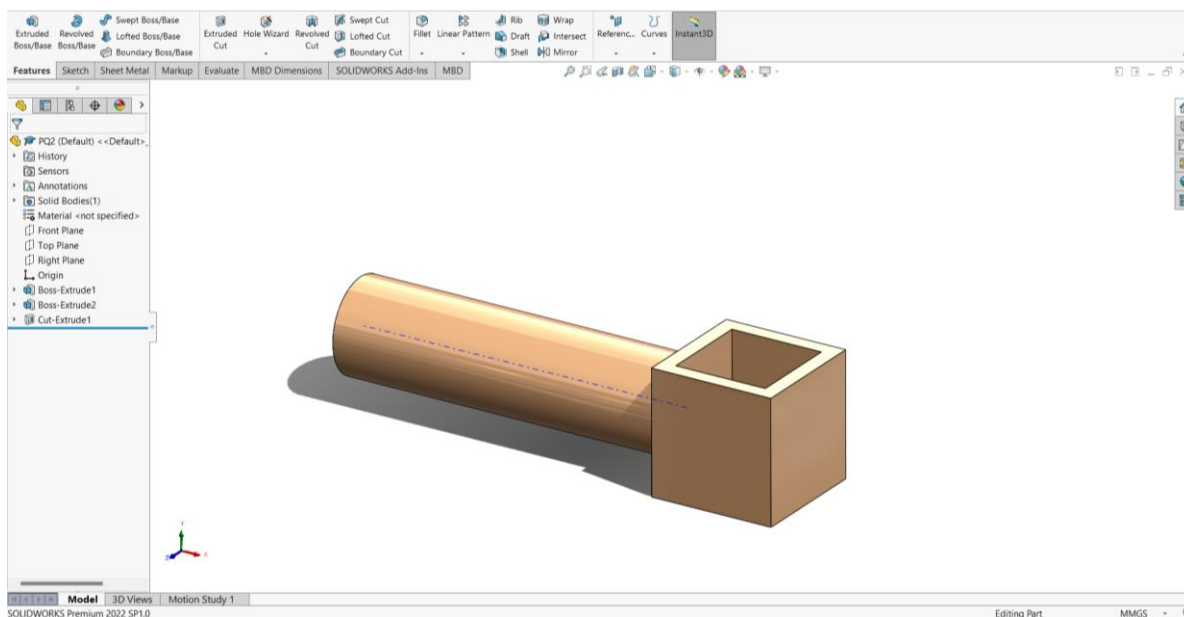 Extruded Boss/Base
Revolved Boss/Base
Swept Boss/Base
Lofted Boss/Base
Boundary Boss/Base
Extruded Cut
Hole Wizard
Revolved Cut
Swept Cut
Lofted Cut
Boundary Cut
Fillet
Linear Pattern
Rib
Draft
Shell
Wrap
Intersect
Mirror
Referenc...
Curves
Instant3D
Features
Sketch
Sheet Metal
Markup
Evaluate
MBD Dimensions
SOLIDWORKS Add-Ins
MBD
PQ2 (Default) <<Default>_
History
Sensors
Annotations
Solid Bodies(1)
Material <not specified>
Front Plane
Top Plane
Right Plane
Origin
Boss-Extrude1
Boss-Extrude2
Cut-Extrude1
Y
X
Z
Model
3D Views
Motion Study 1
SOLIDWORKS Premium 2022 SP1.0
Editing Part
MMGS